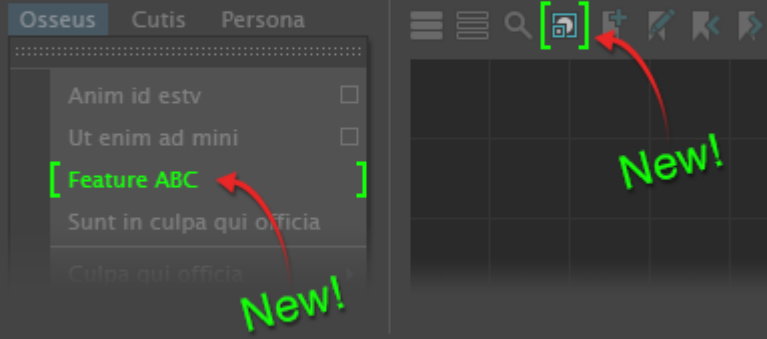 Osseus Cutis Persona
Anim id estv
Ut enim ad mini
Feature ABC
Sunt in culpa qui officia
Culpa qui officia
New!
New!